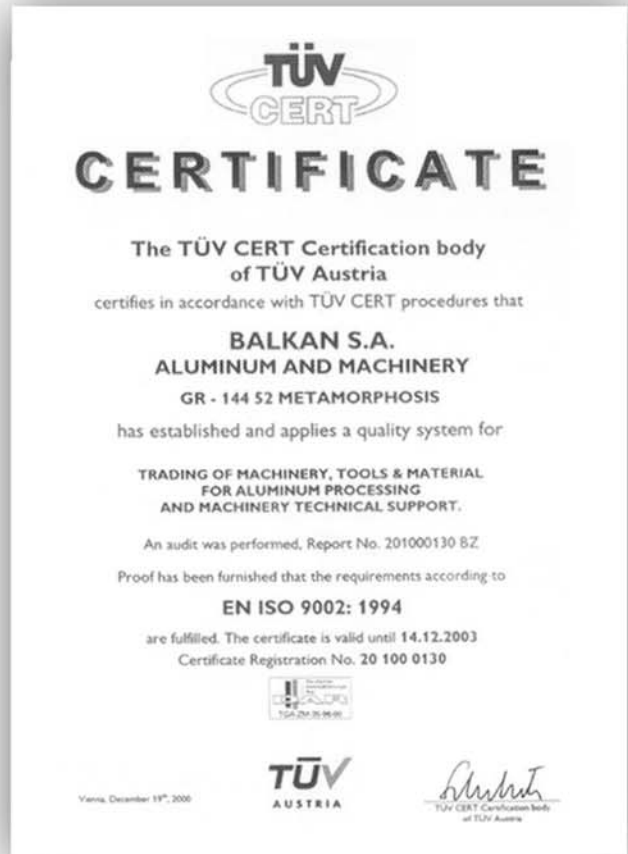 TÜV
CERT
CERTIFICATE
The TÜV CERT Certification body
of TÜV Austria
certifies in accordance with TÜV CERT procedures that
BALKAN S.A.
ALUMINUM AND MACHINERY
GR - 144 52 METAMORPHOSIS
has established and applies a quality system for
TRADING OF MACHINERY, TOOLS & MATERIAL
FOR ALUMINUM PROCESSING
AND MACHINERY TECHNICAL SUPPORT.
An audit was performed, Report No. 201000130 BZ
Proof has been furnished that the requirements according to
EN ISO 9002: 1994
are fulfilled. The certificate is valid until 14.12.2003
Certificate Registration No. 20 100 0130
TÜV
AUSTRIA
Vienna, December 19th, 2000
TÜV CERT Certification body
of TÜV Austria